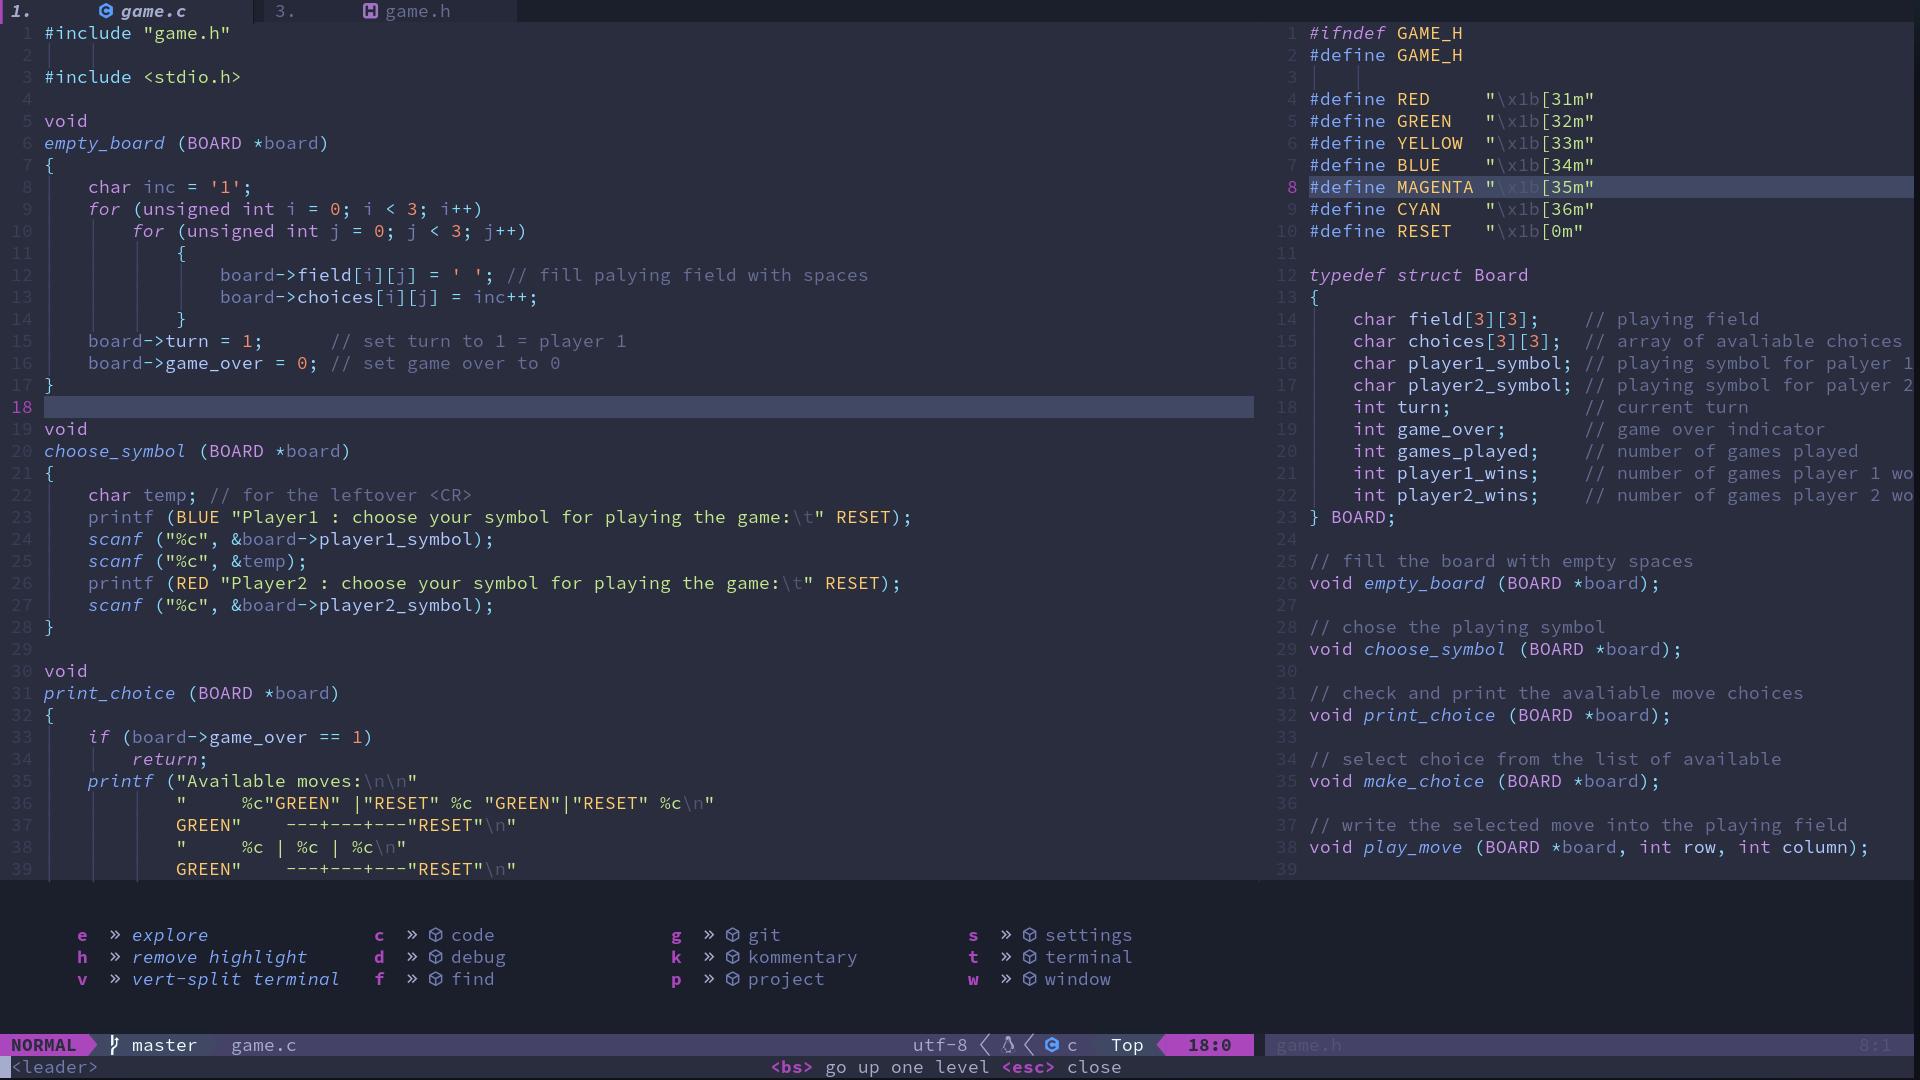 1. game.c 3. game.h
1 #include "game.h"
2
3 #include <stdio.h>
4
5 void
6 empty_board (BOARD *board)
7 {
8 char inc = '1';
9 for (unsigned int i = 0; i < 3; i++)
10 for (unsigned int j = 0; j < 3; j++)
11 {
12 board->field[i][j] = ' '; // fill palying field with spaces
13 board->choices[i][j] = inc++;
14 }
15 board->turn = 1; // set turn to 1 = player 1
16 board->game_over = 0; // set game over to 0
17 }
18
19 void
20 choose_symbol (BOARD *board)
21 {
22 char temp; // for the leftover <CR>
23 printf (BLUE "Player1 : choose your symbol for playing the game:\t" RESET);
24 scanf ("%c", &board->player1_symbol);
25 scanf ("%c", &temp);
26 printf (RED "Player2 : choose your symbol for playing the game:\t" RESET);
27 scanf ("%c", &board->player2_symbol);
28 }
29
30 void
31 print_choice (BOARD *board)
32 {
33 if (board->game_over == 1)
34 return;
35 printf ("Available moves:\n\n"
36 "     %c"GREEN" |"RESET" %c "GREEN"|"RESET" %c\n"
37 GREEN"    ---+---+---"RESET"\n"
38 "     %c | %c | %c\n"
39 GREEN"    ---+---+---"RESET"\n"
1 #ifndef GAME_H
2 #define GAME_H
3
4 #define RED "\x1b[31m"
5 #define GREEN "\x1b[32m"
6 #define YELLOW "\x1b[33m"
7 #define BLUE "\x1b[34m"
8 #define MAGENTA "\x1b[35m"
9 #define CYAN "\x1b[36m"
10 #define RESET "\x1b[0m"
11
12 typedef struct Board
13 {
14 char field[3][3]; // playing field
15 char choices[3][3]; // array of avaliable choices
16 char player1_symbol; // playing symbol for palyer 1
17 char player2_symbol; // playing symbol for palyer 2
18 int turn; // current turn
19 int game_over; // game over indicator
20 int games_played; // number of games played
21 int player1_wins; // number of games player 1 wo
22 int player2_wins; // number of games player 2 wo
23 } BOARD;
24
25 // fill the board with empty spaces
26 void empty_board (BOARD *board);
27
28 // chose the playing symbol
29 void choose_symbol (BOARD *board);
30
31 // check and print the avaliable move choices
32 void print_choice (BOARD *board);
33
34 // select choice from the list of available
35 void make_choice (BOARD *board);
36
37 // write the selected move into the playing field
38 void play_move (BOARD *board, int row, int column);
39
e » explore c » code g » git s » settings
h » remove highlight d » debug k » kommentary t » terminal
v » vert-split terminal f » find p » project w » window
NORMAL master game.c utf-8 c Top 18:0 game.h 8:1
<leader> <bs> go up one level <esc> close